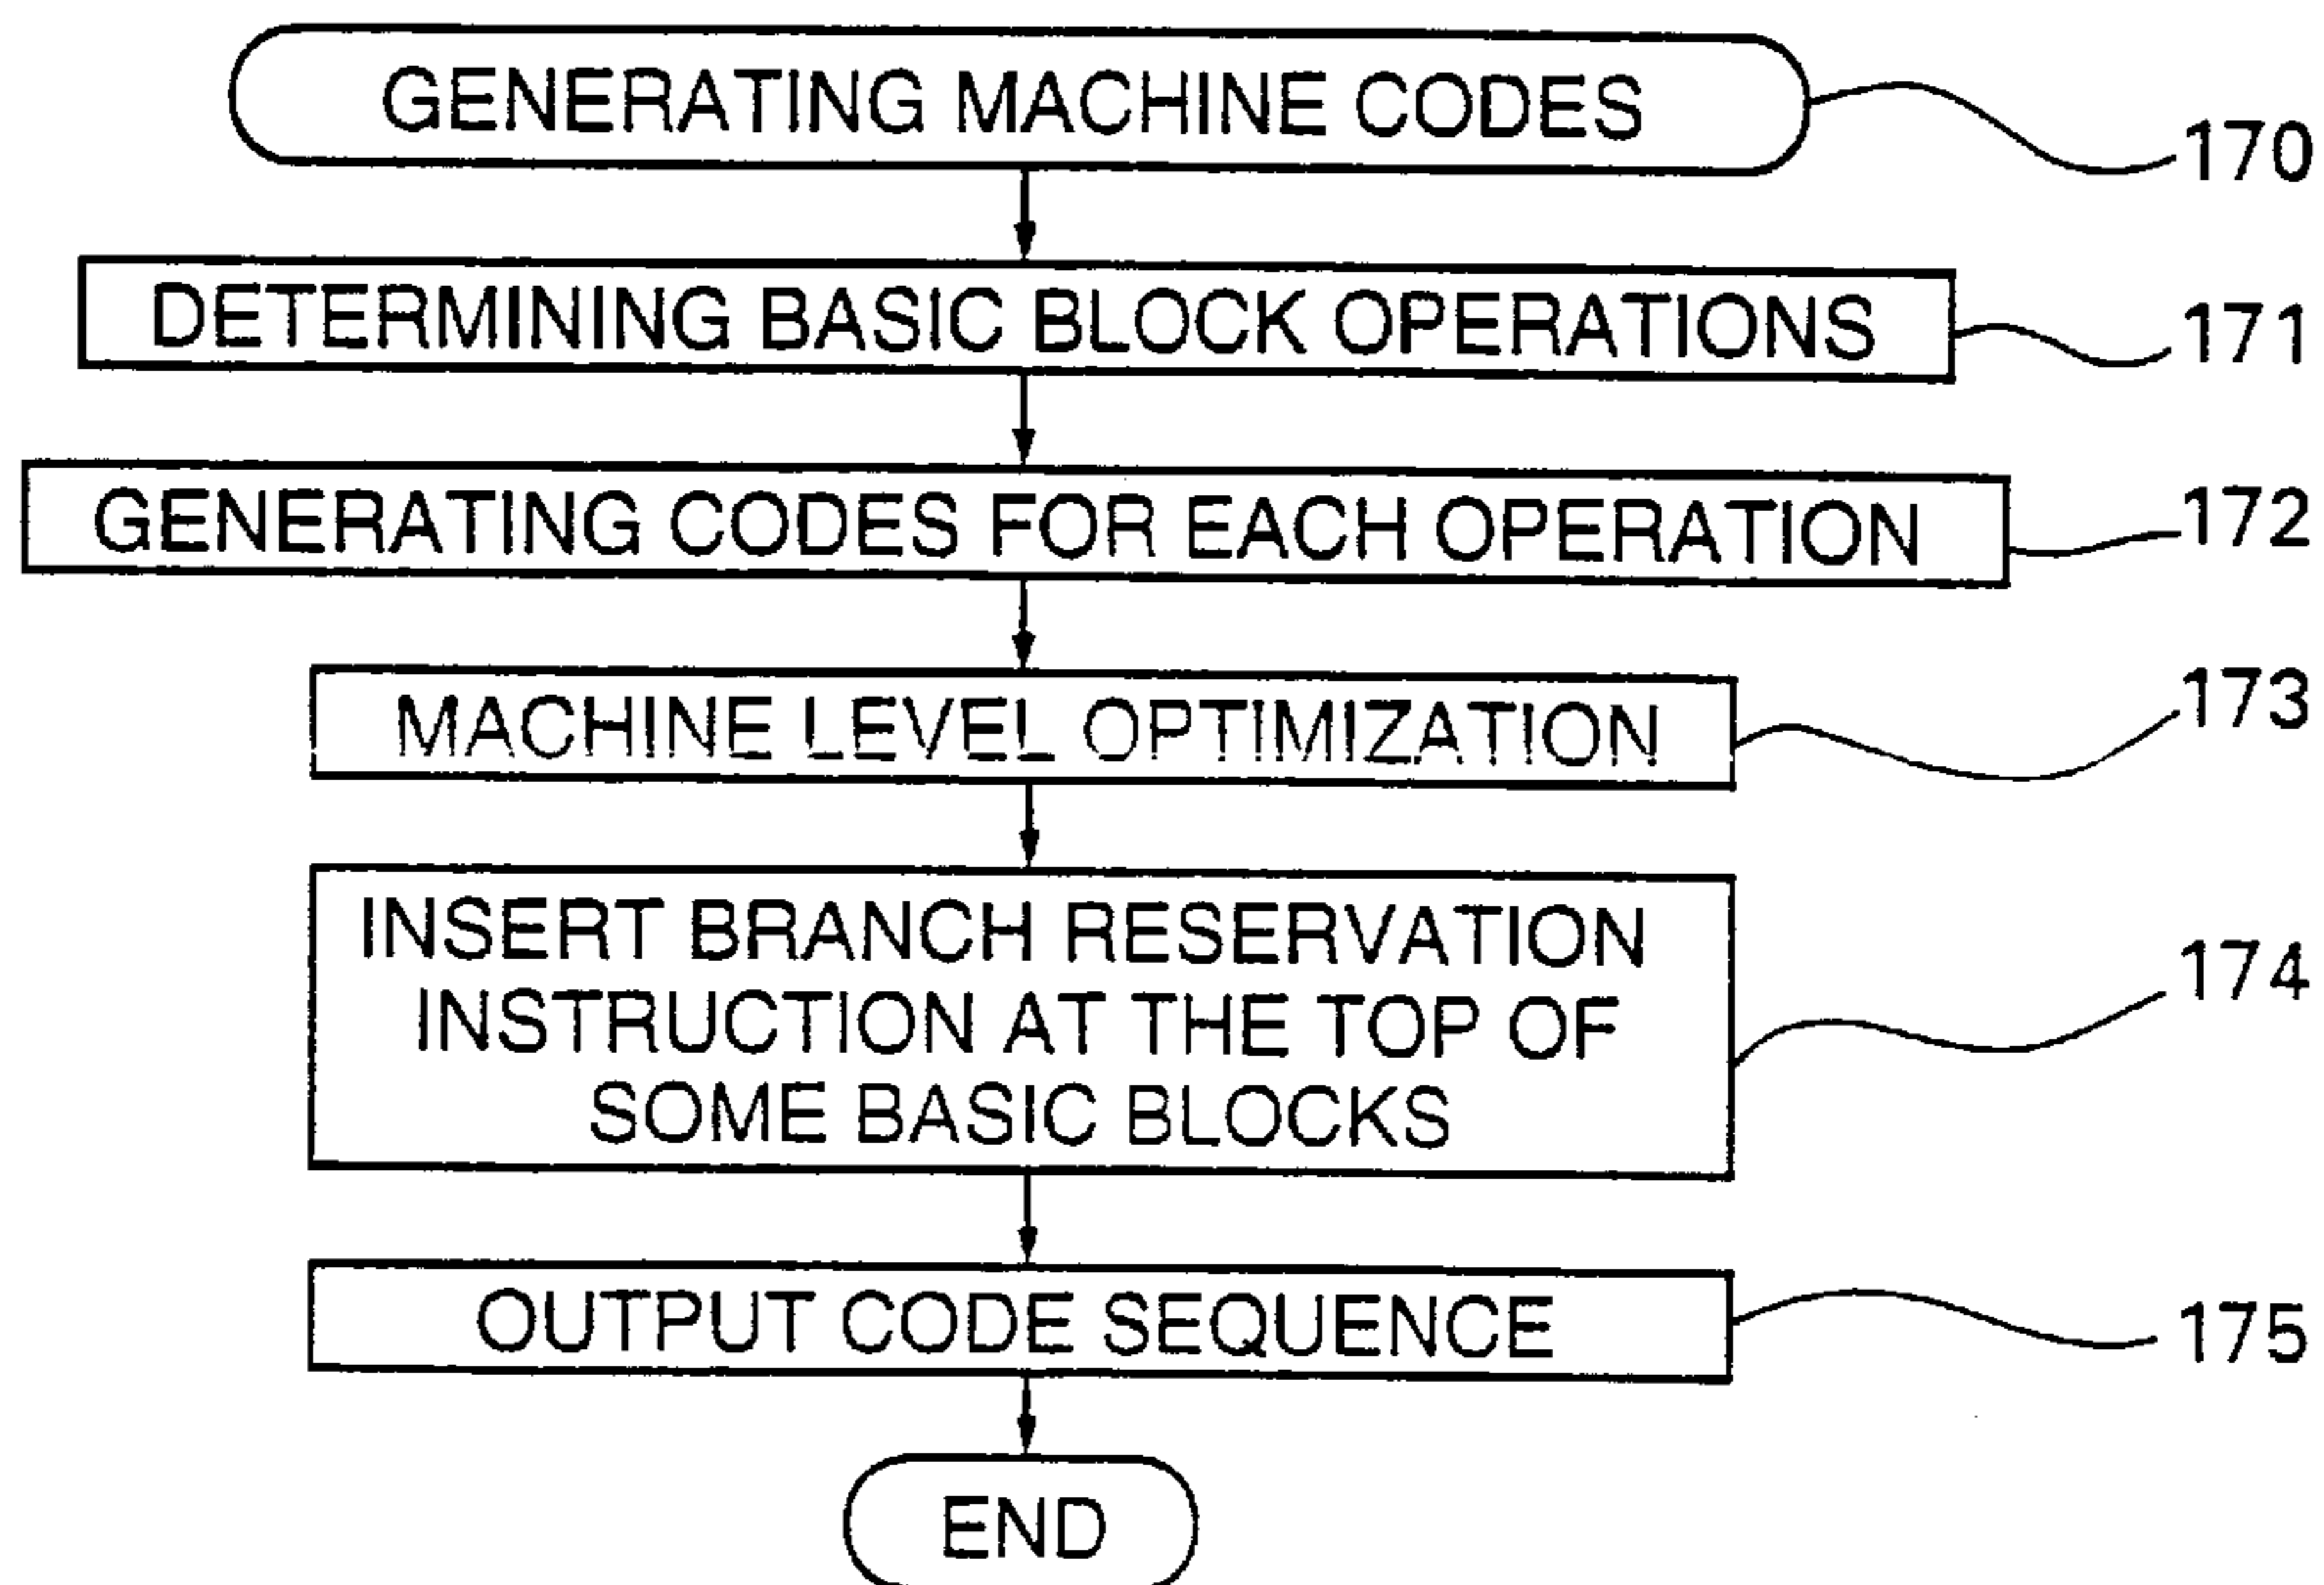 GENERATING MACHINE CODES
170
DETERMINING BASIC BLOCK OPERATIONS
171
GENERATING CODES FOR EACH OPERATION
172
MACHINE LEVEL OPTIMIZATION
173
INSERT BRANCH RESERVATION
INSTRUCTION AT THE TOP OF
SOME BASIC BLOCKS
174
OUTPUT CODE SEQUENCE
175
END